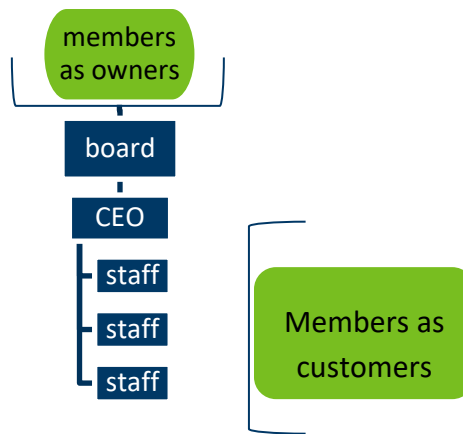 members
as owners
board
CEO
staff
staff
staff
Members as
customers